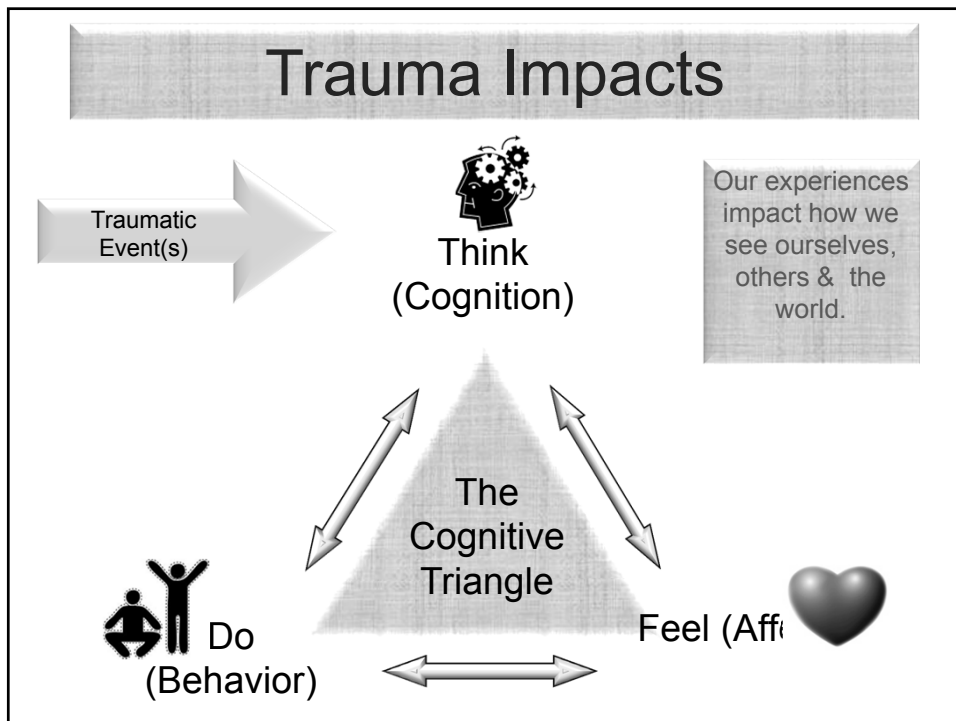 Trauma Impacts
Traumatic
Event(s)
Think
(Cognition)
Our experiences
impact how we
see ourselves,
others & the
world.
The
Cognitive
Triangle
Do
(Behavior)
Feel